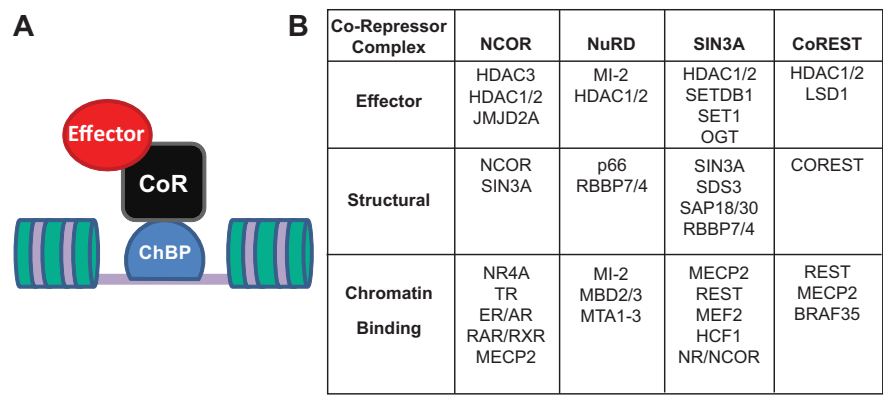 A
Effector
CoR
ChBP
B
Co-Repressor
Complex
NCOR
NuRD
SIN3A
CoREST
Effector
HDAC3
HDAC1/2
JMJD2A
MI-2
HDAC1/2
HDAC1/2
SETDB1
SET1
OGT
HDAC1/2
LSD1
Structural
NCOR
SIN3A
p66
RBBP7/4
SIN3A
SDS3
SAP18/30
RBBP7/4
COREST
Chromatin
Binding
NR4A
TR
ER/AR
RAR/RXR
MECP2
MI-2
MBD2/3
MTA1-3
MECP2
REST
MEF2
HCF1
NR/NCOR
REST
MECP2
BRAF35